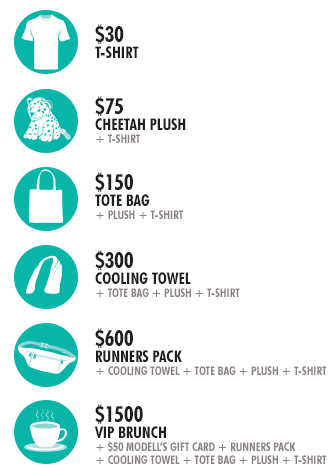 $30
T-SHIRT
$75
CHEETAH PLUSH
+ T-SHIRT
$150
TOTE BAG
+ PLUSH + T-SHIRT
$300
COOLING TOWEL
+ TOTE BAG + PLUSH + T-SHIRT
$600
RUNNERS PACK
+ COOLING TOWEL + TOTE BAG + PLUSH + T-SHIRT
$1500
VIP BRUNCH
+ $50 MODELL'S GIFT CARD + RUNNERS PACK
+ COOLING TOWEL + TOTE BAG + PLUSH + T-SHIRT